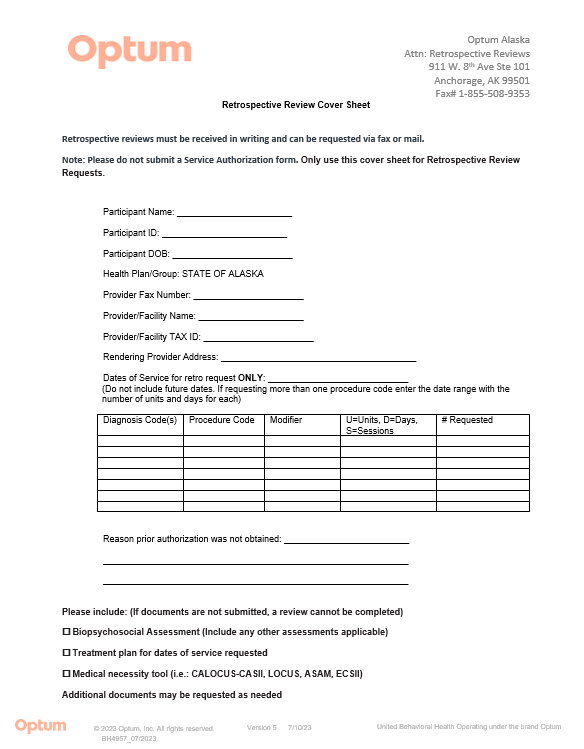 Optum
Optum Alaska
Attn: Retrospective Reviews
911 W. 8th Ave Ste 101
Anchorage, AK 99501
Fax# 1-855-508-9353
Retrospective Review Cover Sheet
Retrospective reviews must be received in writing and can be requested via fax or mail.
Note: Please do not submit a Service Authorization form. Only use this cover sheet for Retrospective Review
Requests.
Participant Name:
Participant ID:
Participant DOB:
Health Plan/Group: STATE OF ALASKA
Provider Fax Number:
Provider/Facility Name:
Provider/Facility TAX ID:
Rendering Provider Address:
Dates of Service for retro request ONLY:
(Do not include future dates. If requesting more than one procedure code enter the date range with the
number of units and days for each)
Diagnosis Code(s) Procedure Code Modifier U=Units, D=Days, # Requested
S=Sessions
Reason prior authorization was not obtained:
Please include: (If documents are not submitted, a review cannot be completed)
☐ Biopsychosocial Assessment (Include any other assessments applicable)
☐ Treatment plan for dates of service requested
☐ Medical necessity tool (i.e.: CALOCUS-CASII, LOCUS, ASAM, ECSII)
Additional documents may be requested as needed
Optum © 2023 Optum, Inc. All rights reserved. Version 5 7/10/23 United Behavioral Health Operating under the brand Optum
BH4957_07/2023